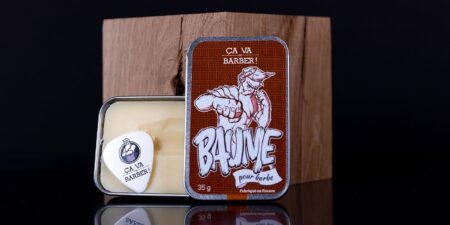 ÇA VA
BARBER!
BAUME
pour barbe
35 g
Fabriqué en France
ÇA VA
BARBER!